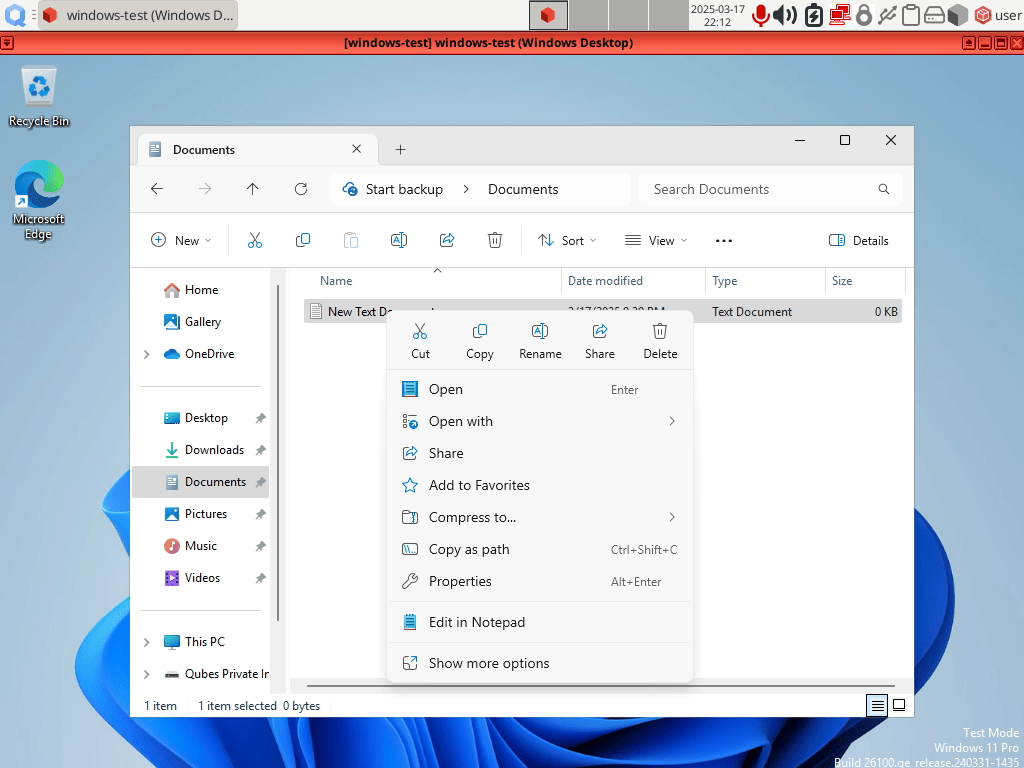 windows-test (Windows D...
2025-03-17
22:12
user
[windows-test] windows-test (Windows Desktop)
Recycle Bin
Microsoft
Edge
Documents
Start backup
Documents
Search Documents
New
Sort
View
Details
Name
Date modified
Type
Size
New Text
Text Document
0 KB
Home
Gallery
OneDrive
Desktop
Downloads
Documents
Pictures
Music
Videos
This PC
Qubes Private
Cut
Copy
Rename
Share
Delete
Open
Enter
Open with
Share
Add to Favorites
Compress to...
Copy as path
Ctrl+Shift+C
Properties
Alt+Enter
Edit in Notepad
Show more options
1 item
1 item selected
0 bytes
Test Mode
Windows 11 Pro
Build 26100.ge_release.240331-1435